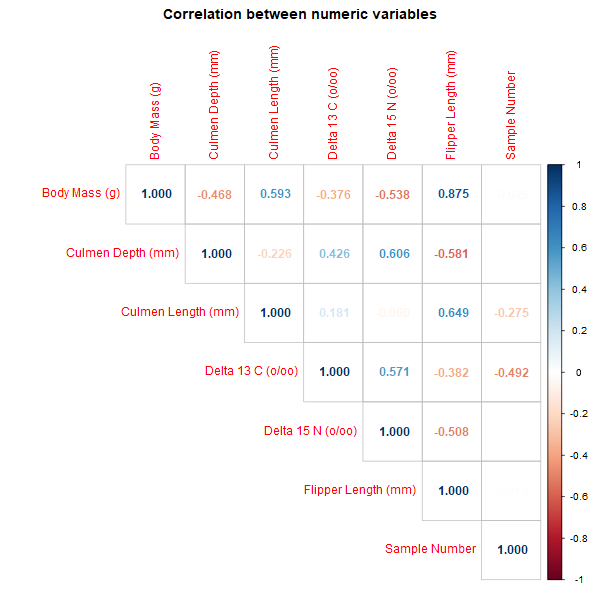 Correlation between numeric variables
Body Mass (g)
Culmen Depth (mm)
Culmen Length (mm)
Delta 13 C (o/oo)
Delta 15 N (o/oo)
Flipper Length (mm)
Sample Number
Body Mass (g) 1.000 -0.468 0.593 -0.376 -0.538 0.875
Culmen Depth (mm) 1.000 -0.226 0.426 0.606 -0.581
Culmen Length (mm) 1.000 0.181 0.649 -0.275
Delta 13 C (o/oo) 1.000 0.571 -0.382 -0.492
Delta 15 N (o/oo) 1.000 -0.508
Flipper Length (mm) 1.000
Sample Number 1.000
1
0.8
0.6
0.4
0.2
0
-0.2
-0.4
-0.6
-0.8
-1